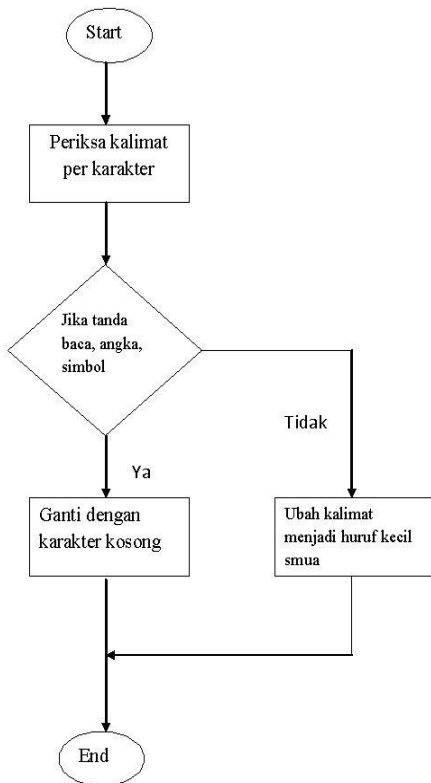 Start
Periksa kalimat
per karakter
Jika tanda
baca, angka,
simbol
Tidak
Ya
Ganti dengan
karakter kosong
Ubah kalimat
menjadi huruf kecil
smua
End